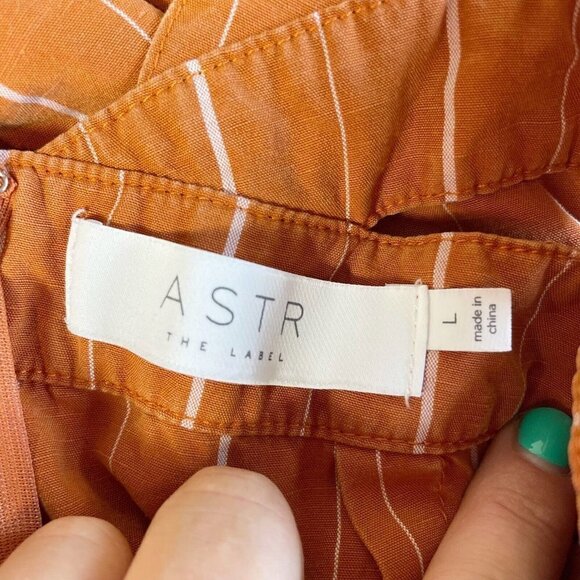 ASTR
THE LABEL
L
made in
china